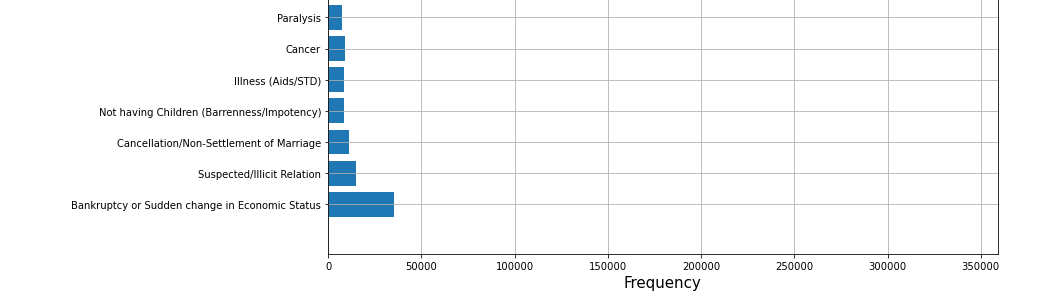 Paralysis
Cancer
Illness (Aids/STD)
Not having Children (Barrenness/Impotency)
Cancellation/Non-Settlement of Marriage
Suspected/Illicit Relation
Bankruptcy or Sudden change in Economic Status
0 50000 100000 150000 200000 250000 300000 350000
Frequency